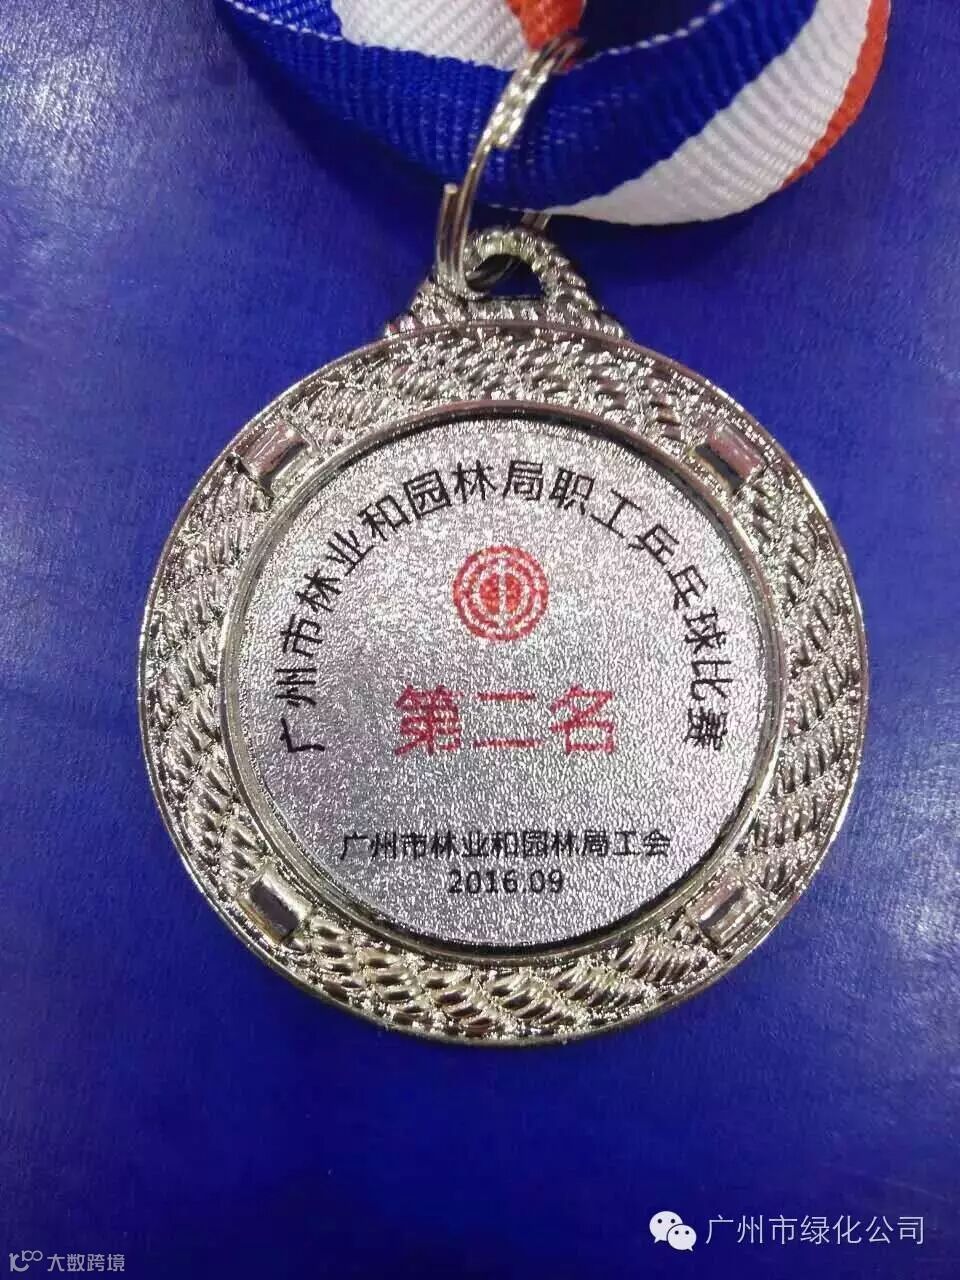 广州市林业和园林局职工乒乓球比赛
第二名
广州市林业和园林局工会
2016.09
广州市绿化公司
大数跨境